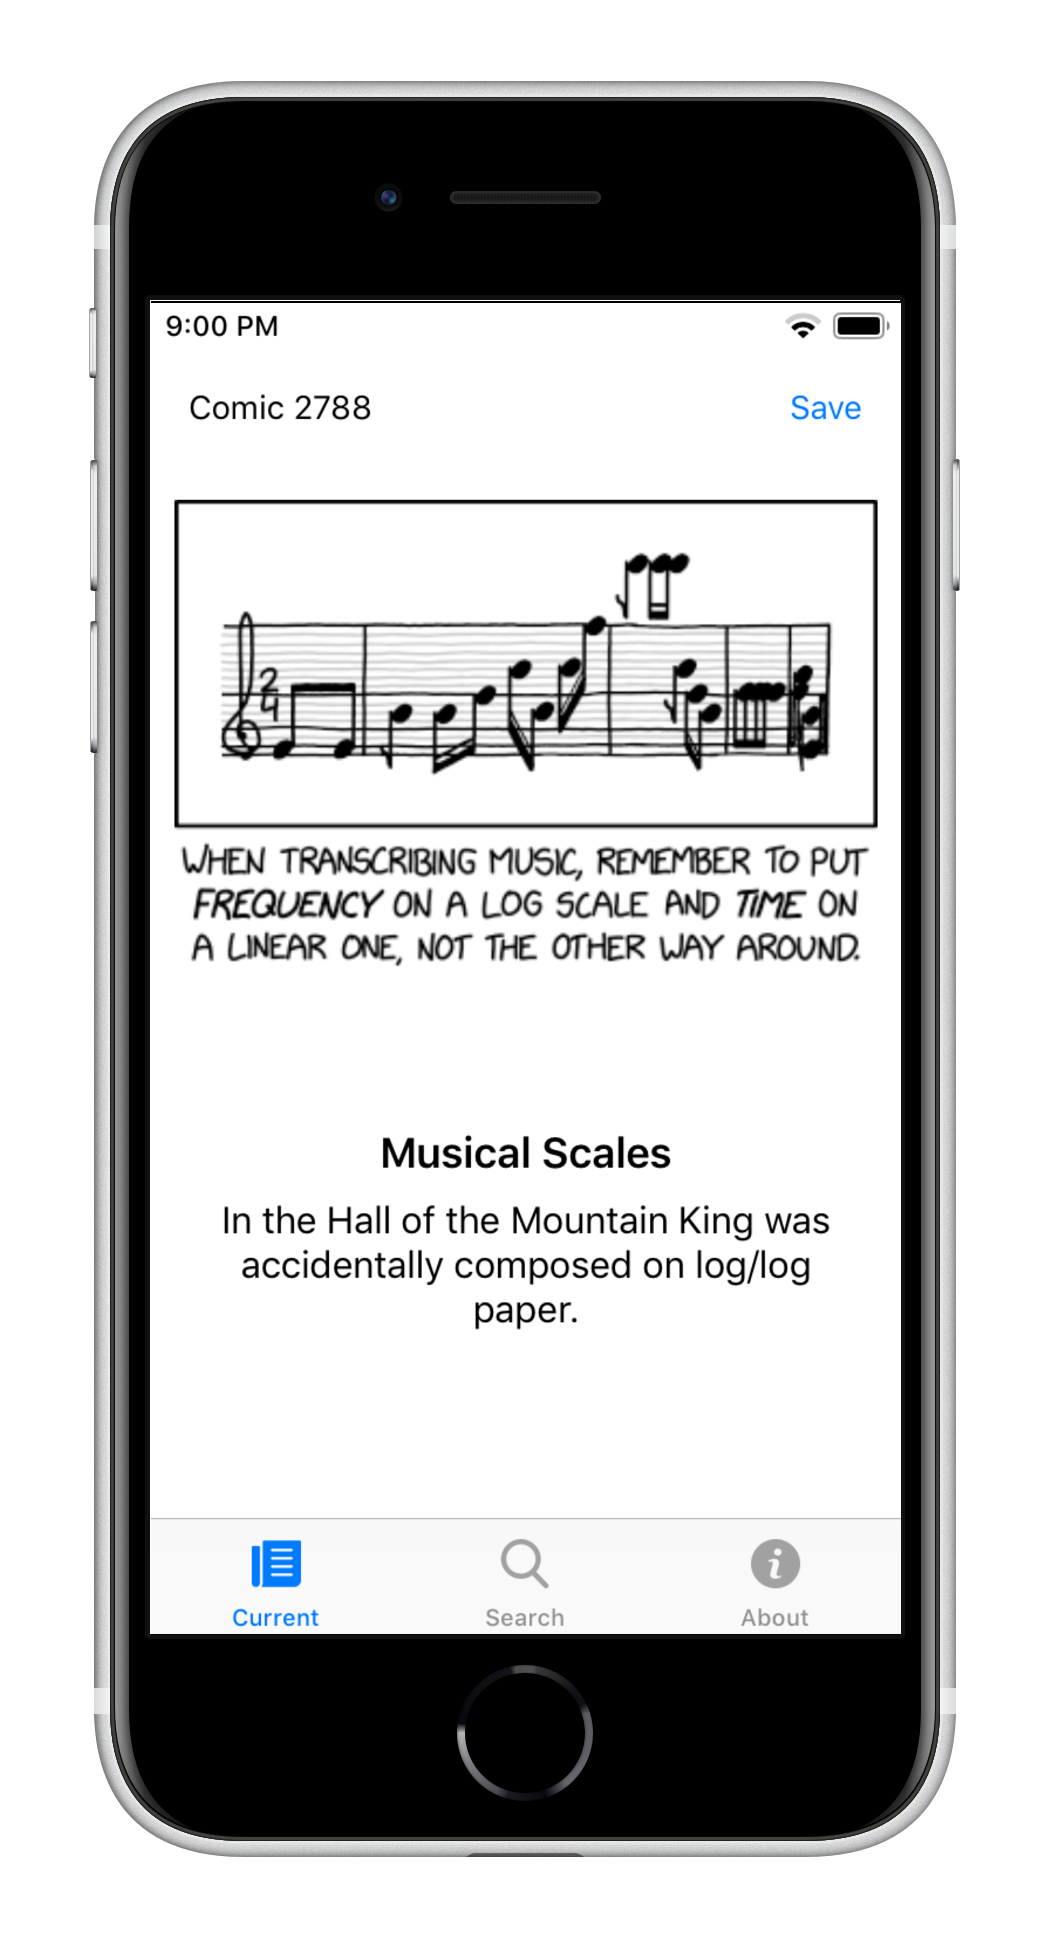 9:00 PM
Comic 2788
Save
2
4
WHEN TRANSCRIBING MUSIC, REMEMBER TO PUT
FREQUENCY ON A LOG SCALE AND TIME ON
A LINEAR ONE, NOT THE OTHER WAY AROUND.
Musical Scales
In the Hall of the Mountain King was
accidentally composed on log/log
paper.
Current
Search
About